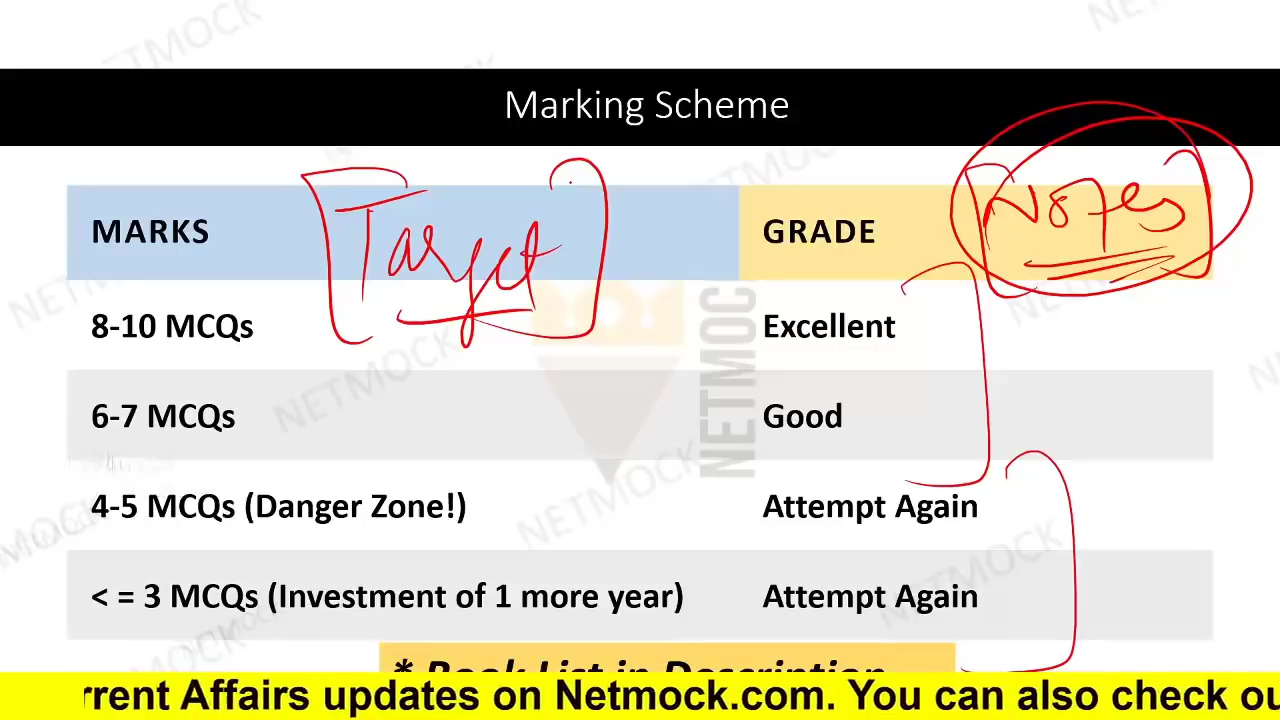 Marking Scheme
MARKS Target GRADE Notes
8-10 MCQs Excellent
6-7 MCQs Good
4-5 MCQs (Danger Zone!) Attempt Again
< = 3 MCQs (Investment of 1 more year) Attempt Again
* Book List in Description
rrent Affairs updates on Netmock.com. You can also check ou
NETMOCK
NETMOC